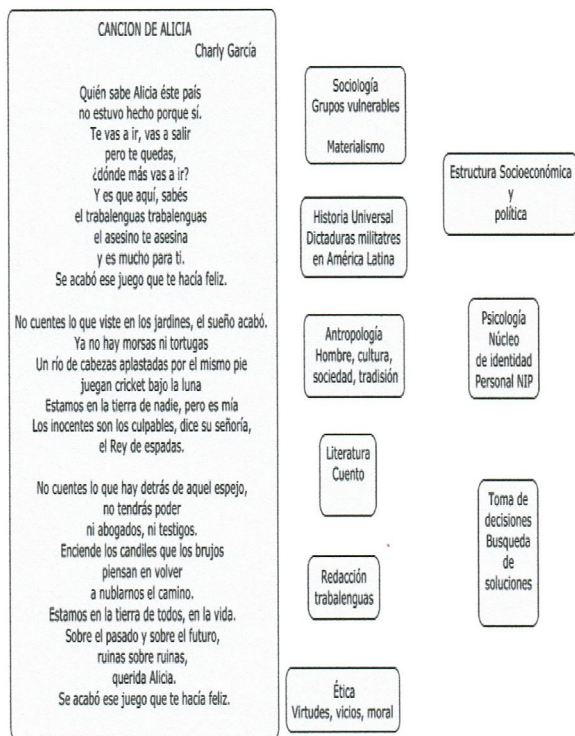 CANCION DE ALICIA
Charly García
Quién sabe Alicia éste país
no estuvo hecho porque sí.
Te vas a ir, vas a salir
pero te quedas,
¿dónde más vas a ir?
Y es que aquí, sabés
el trabalenguas trabalenguas
el asesino te asesina
y es mucho para ti.
Se acabó ese juego que te hacía feliz.
No cuentes lo que viste en los jardines, el sueño acabó.
Ya no hay morsas ni tortugas
Un río de cabezas aplastadas por el mismo pie
juegan cricket bajo la luna
Estamos en la tierra de nadie, pero es mía
Los inocentes son los culpables, dice su señoría,
el Rey de espadas.
No cuentes lo que hay detrás de aquel espejo,
no tendrás poder
ni abogados, ni testigos.
Enciende los candiles que los brujos
piensan en volver
a nublarnos el camino.
Estamos en la tierra de todos, en la vida.
Sobre el pasado y sobre el futuro,
ruinas sobre ruinas,
querida Alicia.
Se acabó ese juego que te hacía feliz.
Sociología
Grupos vulnerables
Materialismo
Historia Universal
Dictaduras militatres
en América Latina
Antropología
Hombre, cultura,
sociedad, tradisión
Literatura
Cuento
Redacción
trabalenguas
Ética
Virtudes, vicios, moral
Estructura Socioeconómica
y
política
Psicología
Núcleo
de identidad
Personal NIP
Toma de
decisiones
Busqueda
de
soluciones